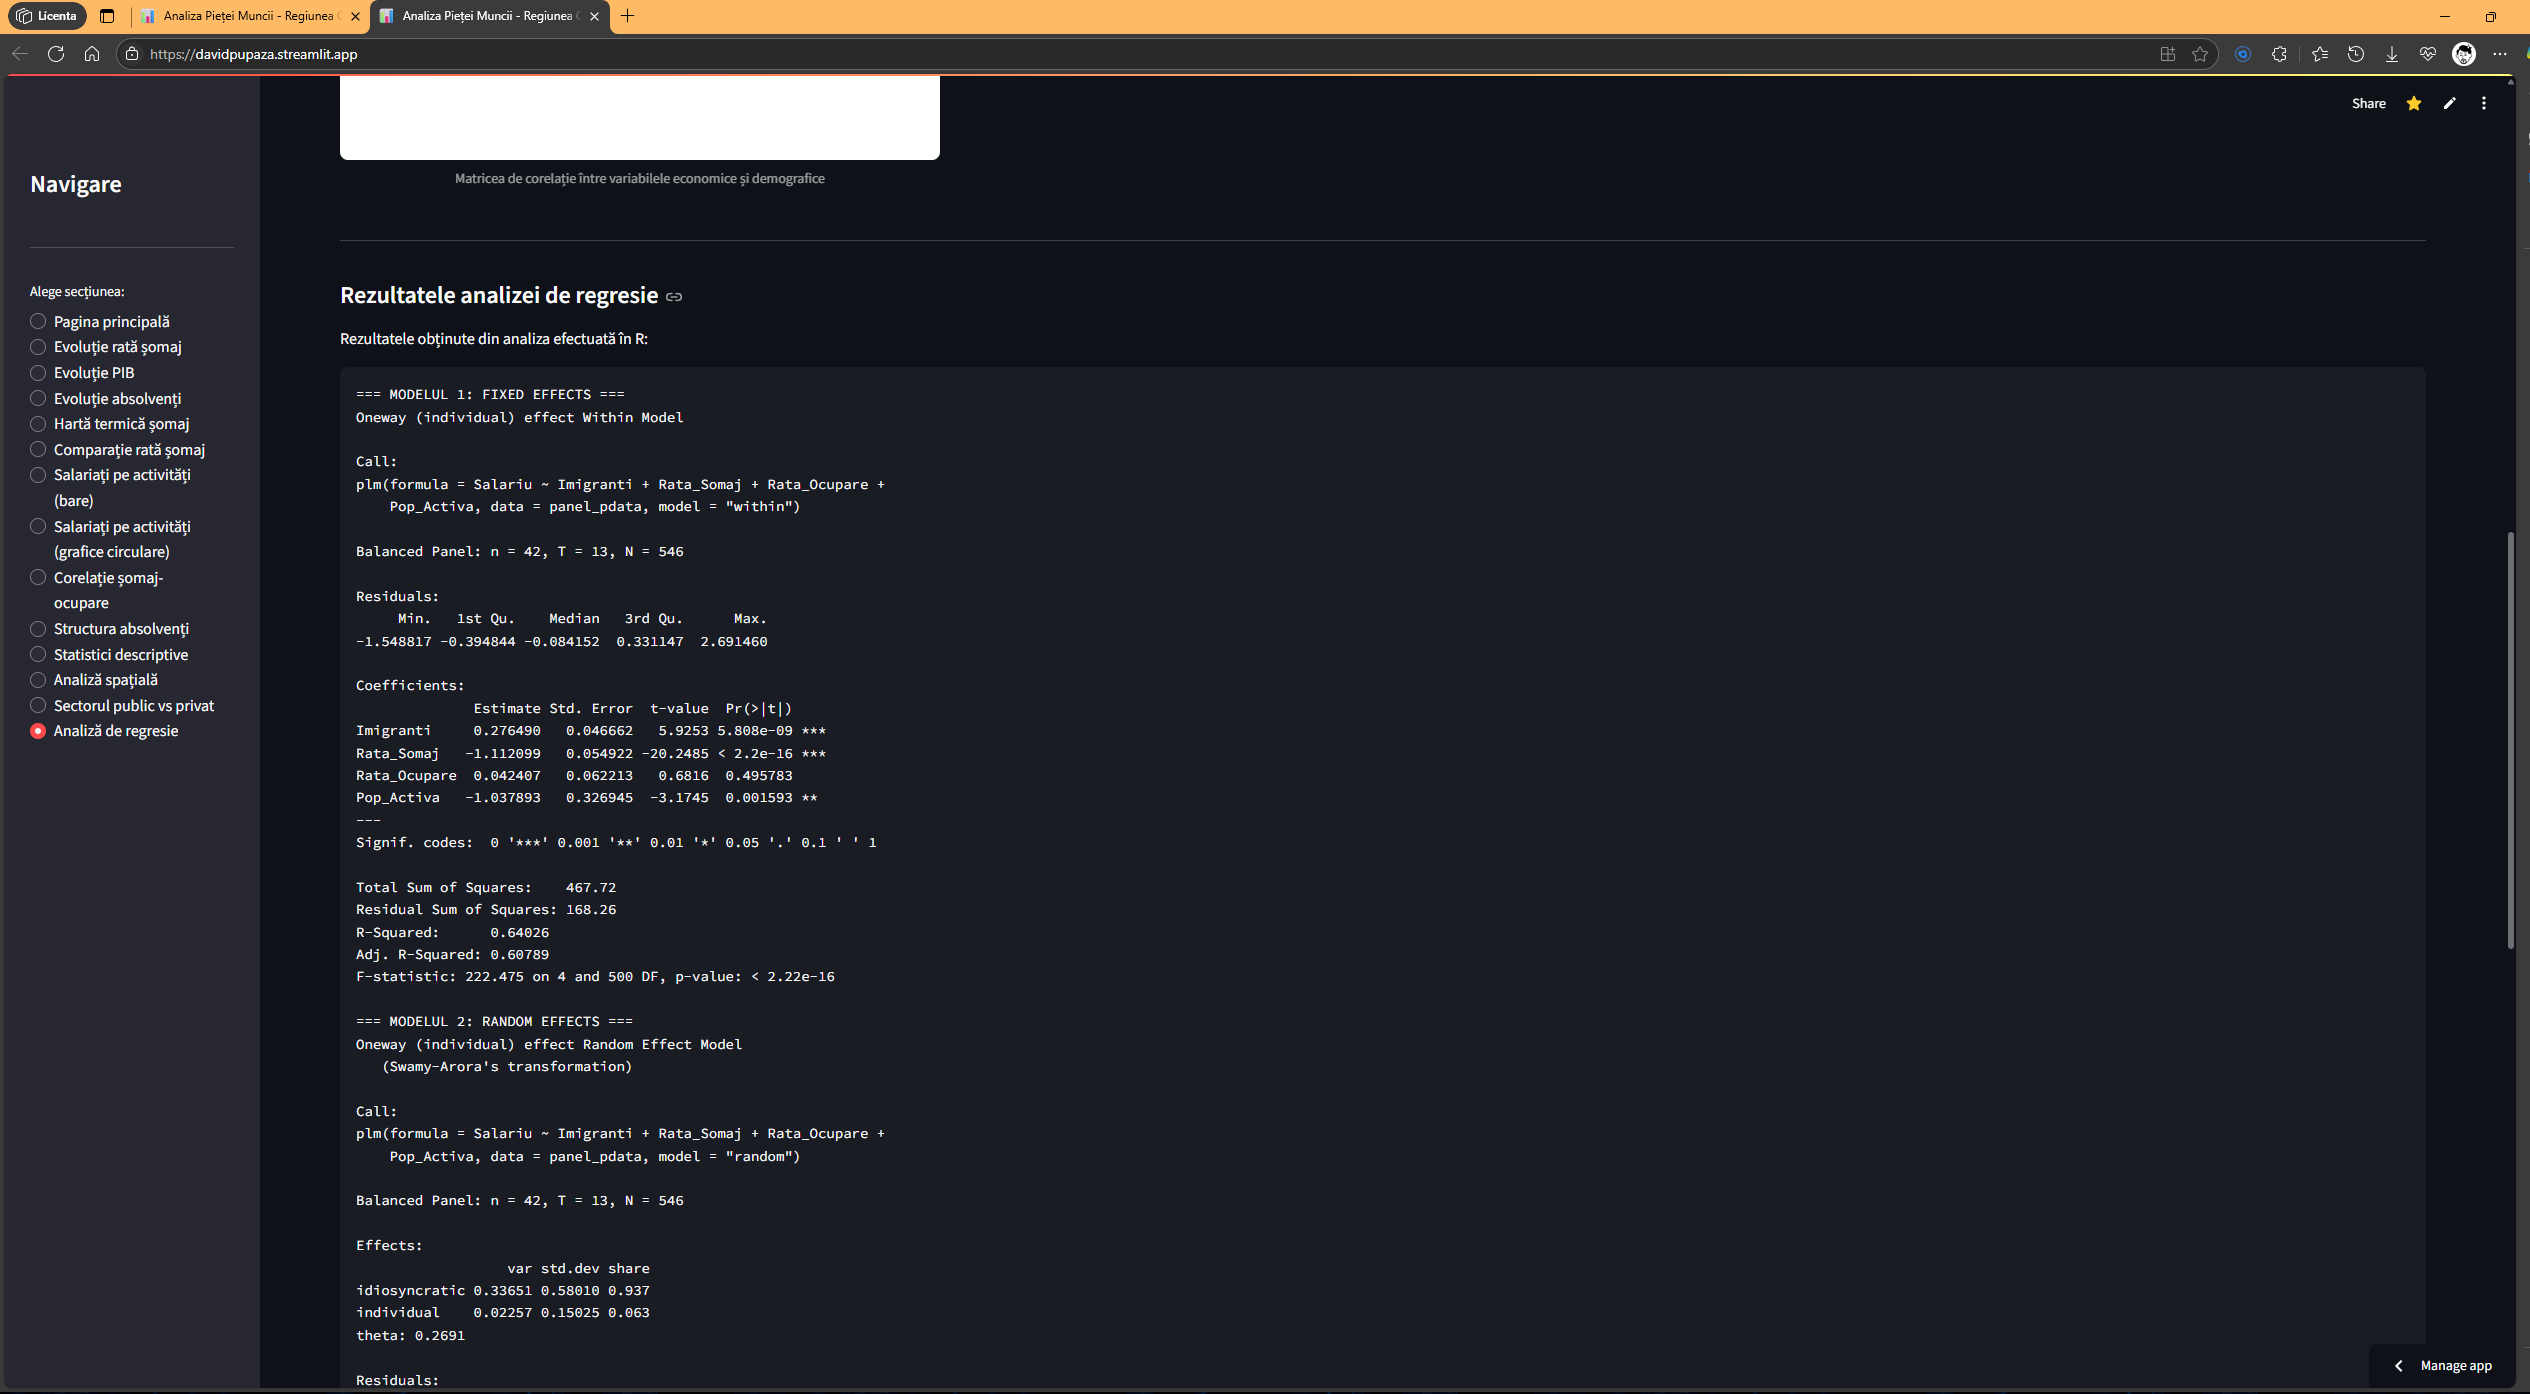 Licenta
Analiza Pieței Muncii - Regiunea
Analiza Pieței Muncii - Regiunea
https://davidpupaza.streamlit.app
Share
Matricea de corelație între variabilele economice și demografice
Navigare
Alege secțiunea:
Pagina principală
Evoluție rată șomaj
Evoluție PIB
Evoluție absolvenți
Hartă termică șomaj
Comparație rată șomaj
Salariați pe activități
(bare)
Salariați pe activități
(grafice circulare)
Corelație șomaj-
ocupare
Structura absolvenți
Statistici descriptive
Analiză spațială
Sectorul public vs privat
Analiză de regresie
Rezultatele analizei de regresie
Rezultatele obținute din analiza efectuată în R:
=== MODELUL 1: FIXED EFFECTS ===
Oneway (individual) effect Within Model
Call:
plm(formula = Salariu ~ Imigranti + Rata_Somaj + Rata_Ocupare +
Pop_Activa, data = panel_pdata, model = "within")
Balanced Panel: n = 42, T = 13, N = 546
Residuals:
Min. 1st Qu. Median 3rd Qu. Max.
-1.548817 -0.394844 -0.084152 0.331147 2.691460
Coefficients:
Estimate Std. Error t-value Pr(>|t|)
Imigranti 0.276490 0.046662 5.9253 5.808e-09 ***
Rata_Somaj -1.112099 0.054922 -20.2485 < 2.2e-16 ***
Rata_Ocupare 0.042407 0.062213 0.6816 0.495783
Pop_Activa -1.037893 0.326945 -3.1745 0.001593 **
---
Signif. codes: 0 '***' 0.001 '**' 0.01 '*' 0.05 '.' 0.1 ' ' 1
Total Sum of Squares: 467.72
Residual Sum of Squares: 168.26
R-Squared: 0.64026
Adj. R-Squared: 0.60789
F-statistic: 222.475 on 4 and 500 DF, p-value: < 2.22e-16
=== MODELUL 2: RANDOM EFFECTS ===
Oneway (individual) effect Random Effect Model
(Swamy-Arora's transformation)
Call:
plm(formula = Salariu ~ Imigranti + Rata_Somaj + Rata_Ocupare +
Pop_Activa, data = panel_pdata, model = "random")
Balanced Panel: n = 42, T = 13, N = 546
Effects:
var std.dev share
idiosyncratic 0.33651 0.58010 0.937
individual 0.02257 0.15025 0.063
theta: 0.2691
Residuals:
Manage app